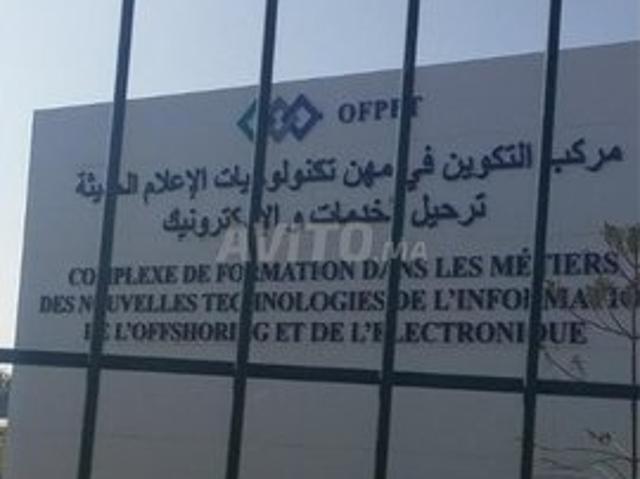 OFPPT
مركب التكوين في مهن تكنولوجيات الإعلام الحديثة
ترحيل الخدمات و الإلكترونيك
AVITO.MA
COMPLEXE DE FORMATION DANS LES MÉTIERS
DES NOUVELLES TECHNOLOGIES DE L'INFORMATION
DE L'OFFSHORING ET DE L'ÉLECTRONIQUE